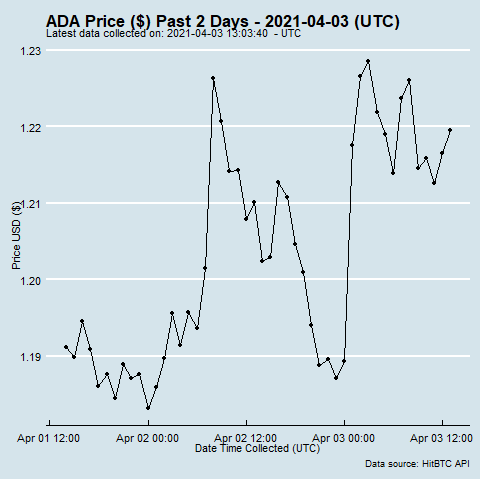 ADA Price ($) Past 2 Days - 2021-04-03 (UTC)
Latest data collected on: 2021-04-03 13:03:40 - UTC
1.23
1.22
1.21
1.20
1.19
Price USD ($)
Apr 01 12:00 Apr 02 00:00 Apr 02 12:00 Apr 03 00:00 Apr 03 12:00
Date Time Collected (UTC)
Data source: HitBTC API